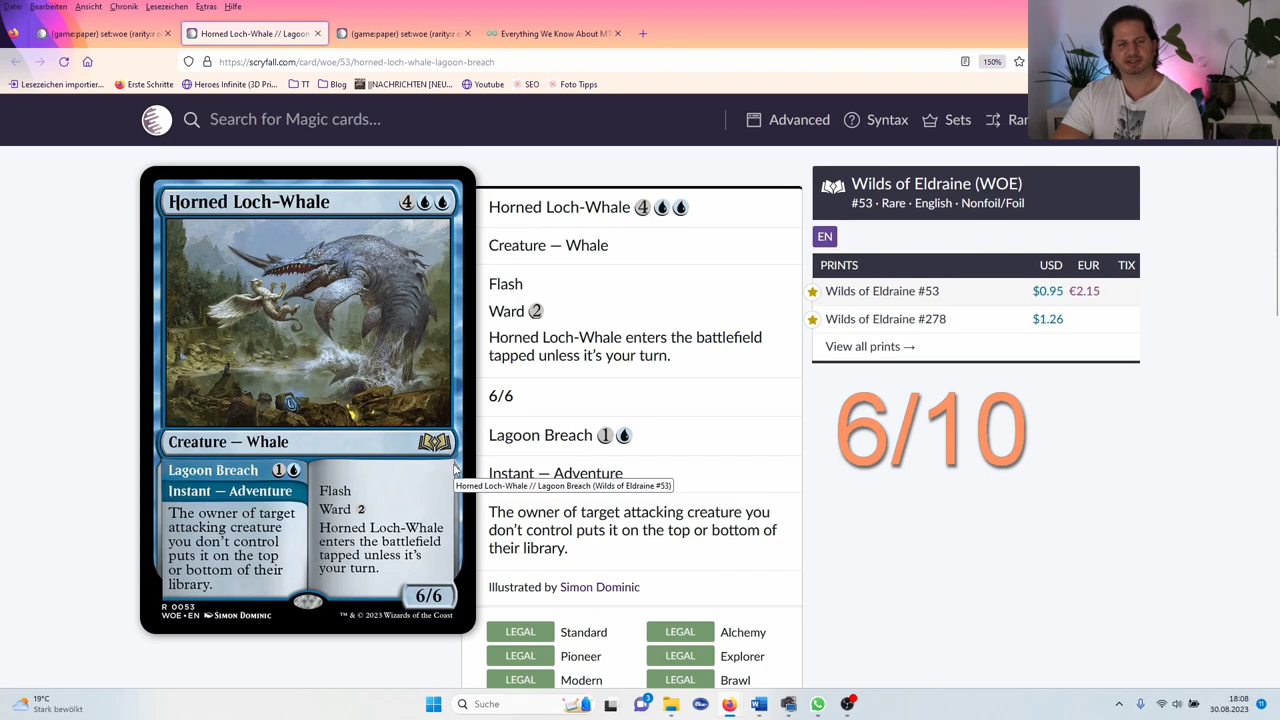 Datei Bearbeiten Ansicht Chronik Lesezeichen Extras Hilfe
(game:paper) set:woe (rarity:r o × Horned Loch-Whale // Lagoon × (game:paper) set:woe (rarity:r o × Everything We Know About MT × +
https://scryfall.com/card/woe/53/horned-loch-whale-lagoon-breach 150%
Lesezeichen importier... Erste Schritte Heroes Infinite (3D Pri... TT Blog ||NACHRICHTEN [NEU... Youtube SEO Foto Tipps
Search for Magic cards... Advanced Syntax Sets Ran
Horned Loch-Whale 4
Creature — Whale
Lagoon Breach 1
Instant — Adventure
The owner of target
attacking creature
you don't control
puts it on the top
or bottom of their
library.
Flash
Ward 2
Horned Loch-Whale
enters the battlefield
tapped unless it's
your turn.
6/6
R 0053
WOE • EN SIMON DOMINIC ™ & © 2023 Wizards of the Coast
Horned Loch-Whale 4
Creature — Whale
Flash
Ward 2
Horned Loch-Whale enters the battlefield
tapped unless it's your turn.
6/6
Lagoon Breach 1
Instant — Adventure
Horned Loch-Whale // Lagoon Breach (Wilds of Eldraine #53)
The owner of target attacking creature you
don't control puts it on the top or bottom of
their library.
Illustrated by Simon Dominic
LEGAL Standard LEGAL Alchemy
LEGAL Pioneer LEGAL Explorer
LEGAL Modern LEGAL Brawl
Wilds of Eldraine (WOE)
#53 · Rare · English · Nonfoil/Foil
EN
PRINTS USD EUR TIX
Wilds of Eldraine #53 $0.95 €2.15
Wilds of Eldraine #278 $1.26
View all prints →
6/10
19°C
Stark bewölkt
Suche
3
18:08
30.08.2023